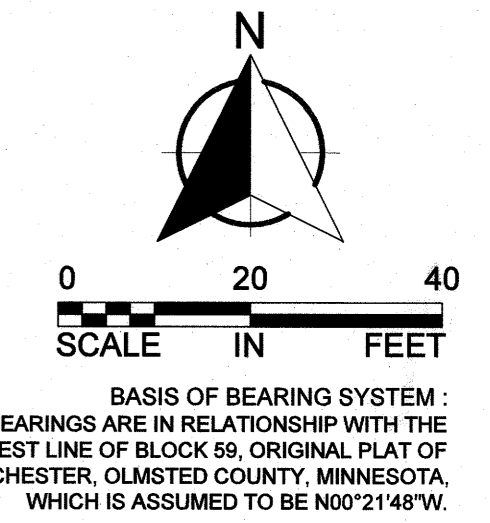 N
0 20 40
SCALE IN FEET
BASIS OF BEARING SYSTEM :
EARINGS ARE IN RELATIONSHIP WITH THE
EST LINE OF BLOCK 59, ORIGINAL PLAT OF
CHESTER, OLMSTED COUNTY, MINNESOTA,
WHICH IS ASSUMED TO BE N00°21'48"W.